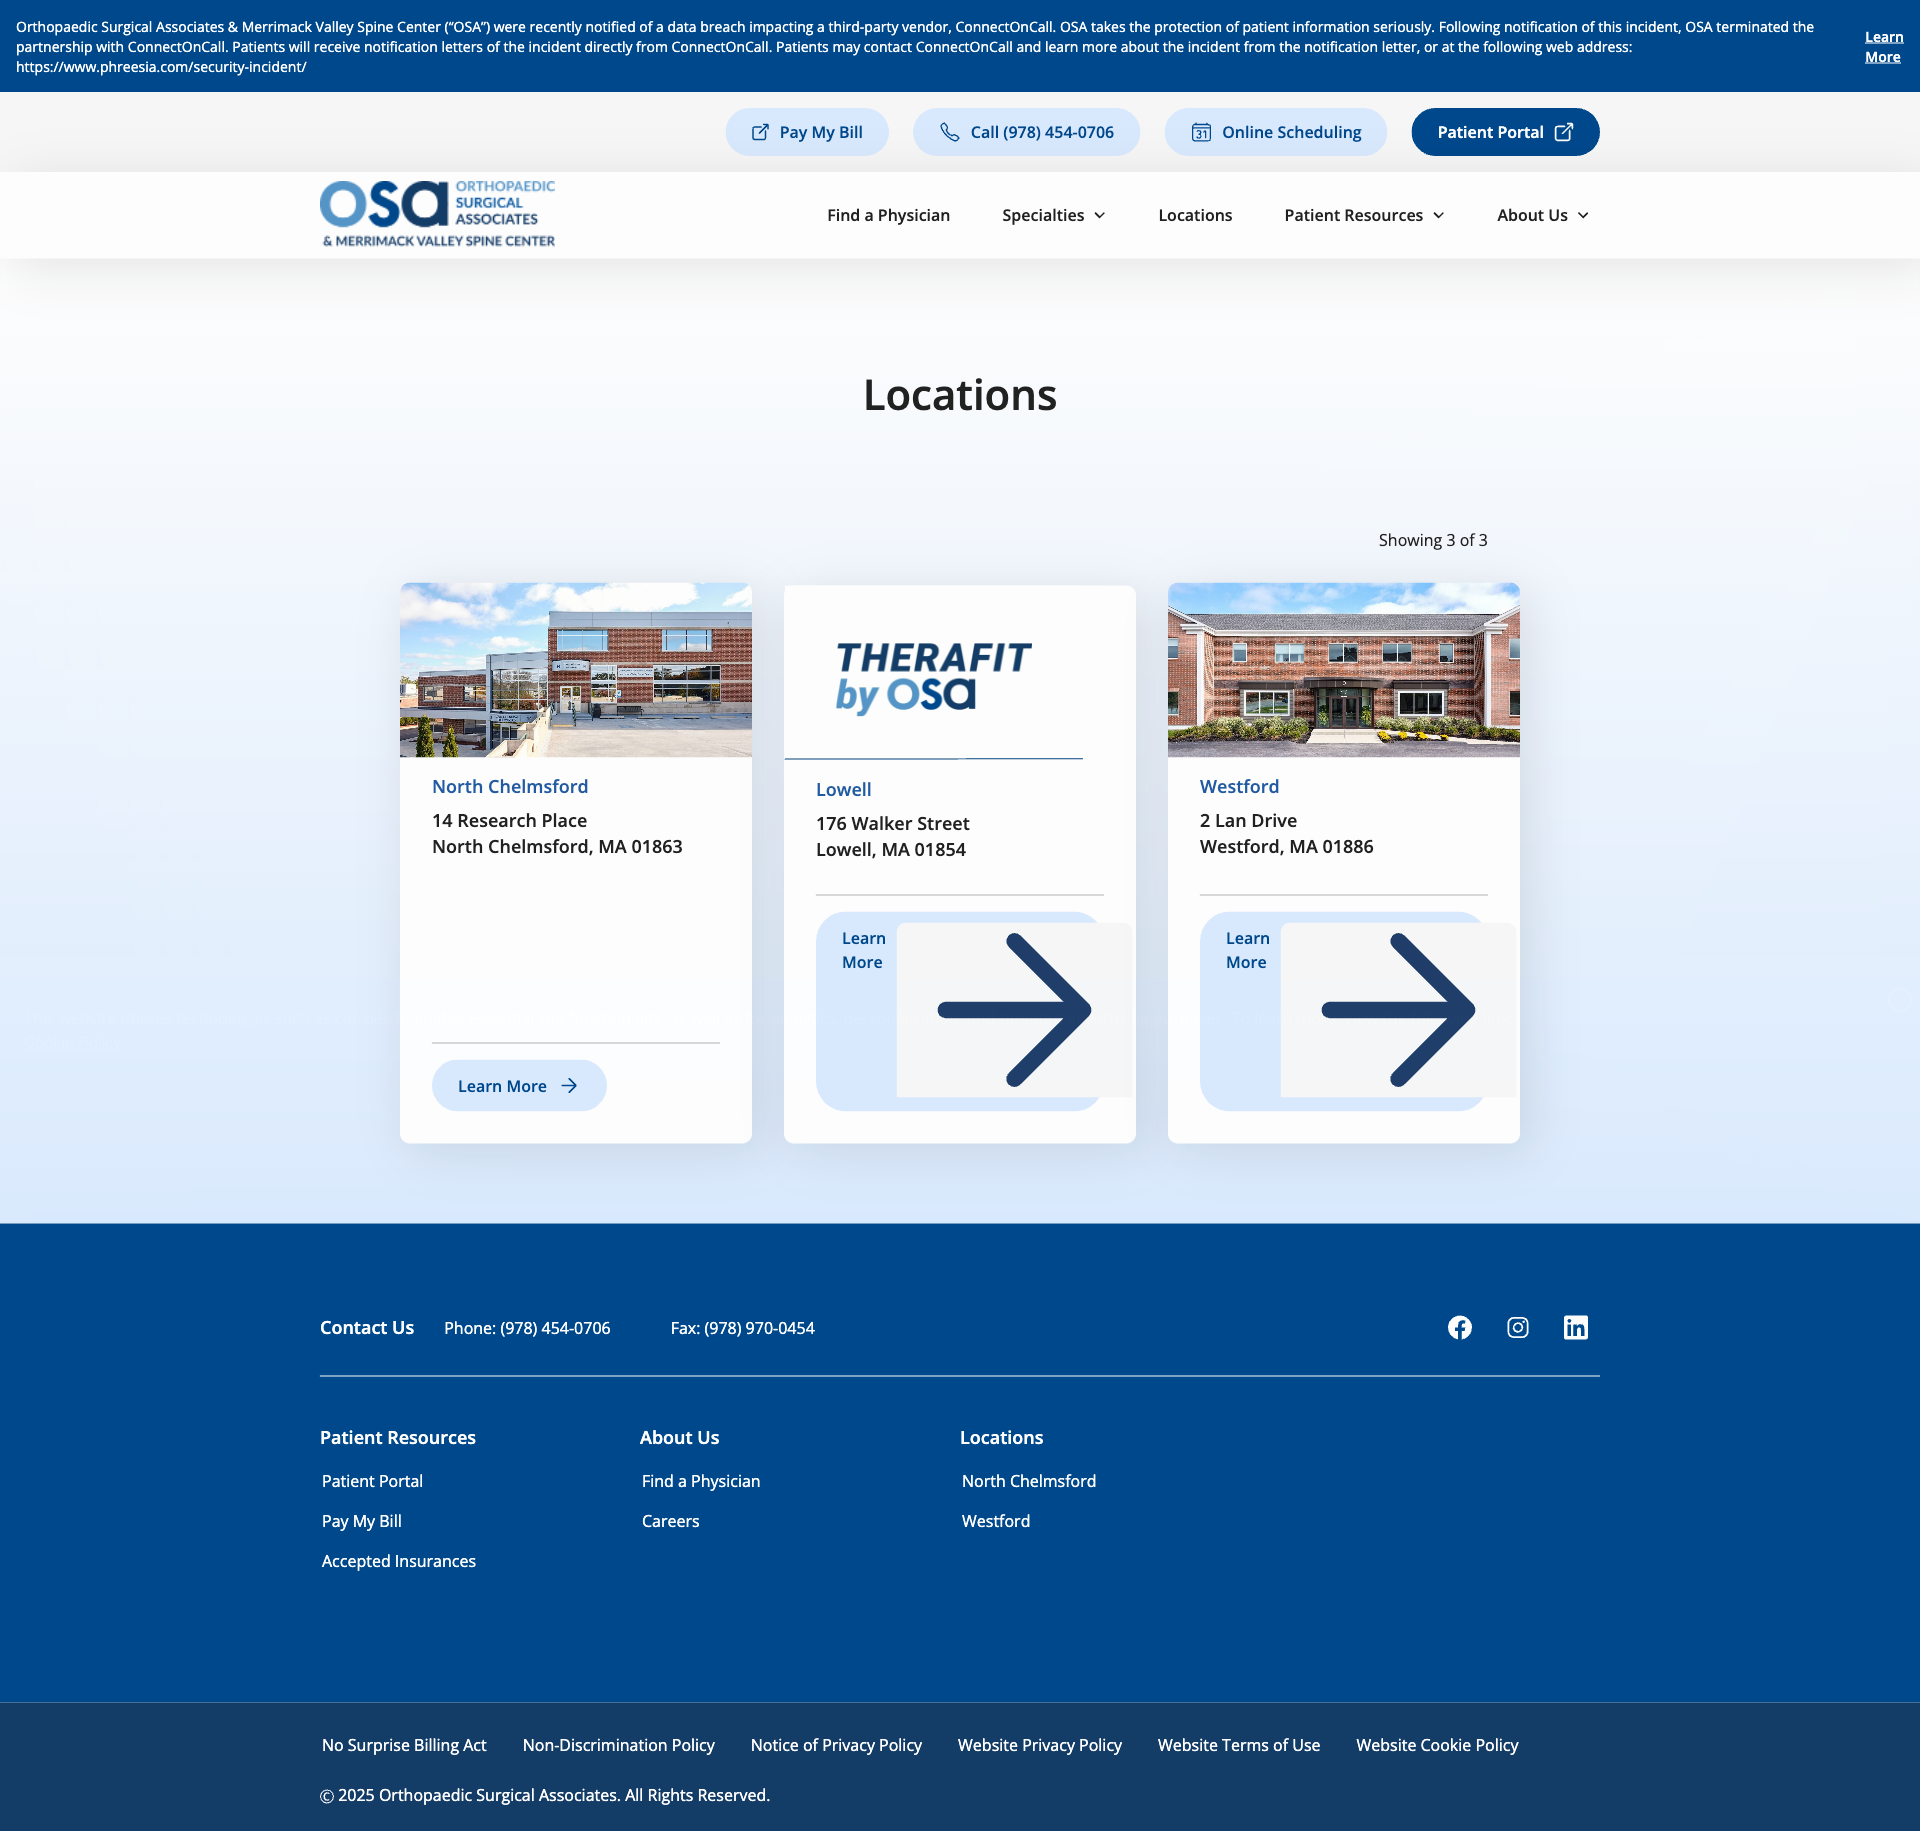 Orthopaedic Surgical Associates & Merrimack Valley Spine Center (“OSA”) were recently notified of a data breach impacting a third-party vendor, ConnectOnCall. OSA takes the protection of patient information seriously. Following notification of this incident, OSA terminated the
partnership with ConnectOnCall. Patients will receive notification letters of the incident directly from ConnectOnCall. Patients may contact ConnectOnCall and learn more about the incident from the notification letter, or at the following web address:
https://www.phreesia.com/security-incident/
Learn
More
Pay My Bill
Call (978) 454-0706
31
Online Scheduling
Patient Portal
osa
ORTHOPAEDIC
SURGICAL
ASSOCIATES
& MERRIMACK VALLEY SPINE CENTER
Find a Physician
Specialties
Locations
Patient Resources
About Us
Locations
Showing 3 of 3
North Chelmsford
14 Research Place
North Chelmsford, MA 01863
Learn More
THERAFIT
by osa
Lowell
176 Walker Street
Lowell, MA 01854
Learn
More
Westford
2 Lan Drive
Westford, MA 01886
Learn
More
Contact Us
Phone: (978) 454-0706
Fax: (978) 970-0454
Patient Resources
Patient Portal
Pay My Bill
Accepted Insurances
About Us
Find a Physician
Careers
Locations
North Chelmsford
Westford
No Surprise Billing Act
Non-Discrimination Policy
Notice of Privacy Policy
Website Privacy Policy
Website Terms of Use
Website Cookie Policy
© 2025 Orthopaedic Surgical Associates. All Rights Reserved.